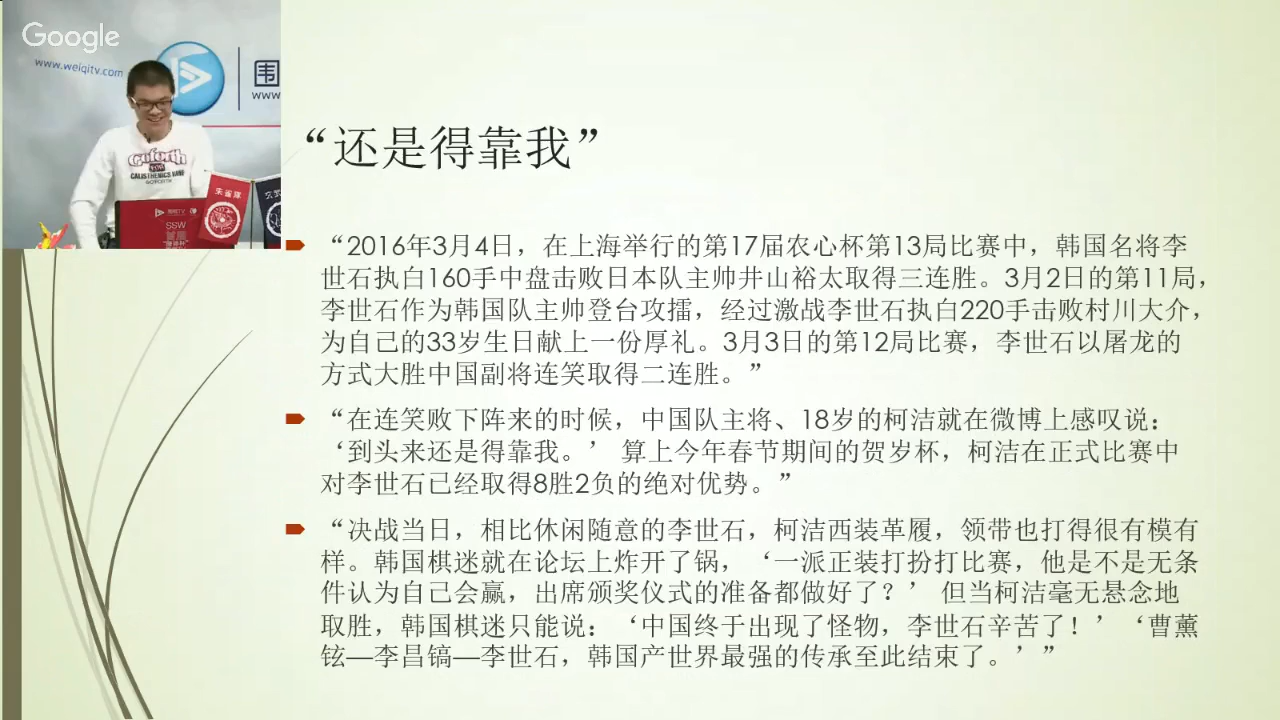 Google
www.weiqitv.com
围
www
Goforth
CALISTHENICS
GOFORTH
朱雀队
SSW
“还是得靠我”
“2016年3月4日，在上海举行的第17届农心杯第13局比赛中，韩国名将李
世石执白160手中盘击败日本队主帅井山裕太取得三连胜。3月2日的第11局，
李世石作为韩国队主帅登台攻擂，经过激战李世石执白220手击败村川大介，
为自己的33岁生日献上一份厚礼。3月3日的第12局比赛，李世石以屠龙的
方式大胜中国副将连笑取得二连胜。”
“在连笑败下阵来的时候，中国队主将、18岁的柯洁就在微博上感叹说：
‘到头来还是得靠我。’ 算上今年春节期间的贺岁杯，柯洁在正式比赛中
对李世石已经取得8胜2负的绝对优势。”
“决战当日，相比休闲随意的李世石，柯洁西装革履，领带也打得很有模有
样。韩国棋迷就在论坛上炸开了锅，‘一派正装打扮打比赛，他是不是无条
件认为自己会赢，出席颁奖仪式的准备都做好了？’ 但当柯洁毫无悬念地
取胜，韩国棋迷只能说：‘中国终于出现了怪物，李世石辛苦了！’‘曹薰
铉—李昌镐—李世石，韩国产世界最强的传承至此结束了。’”